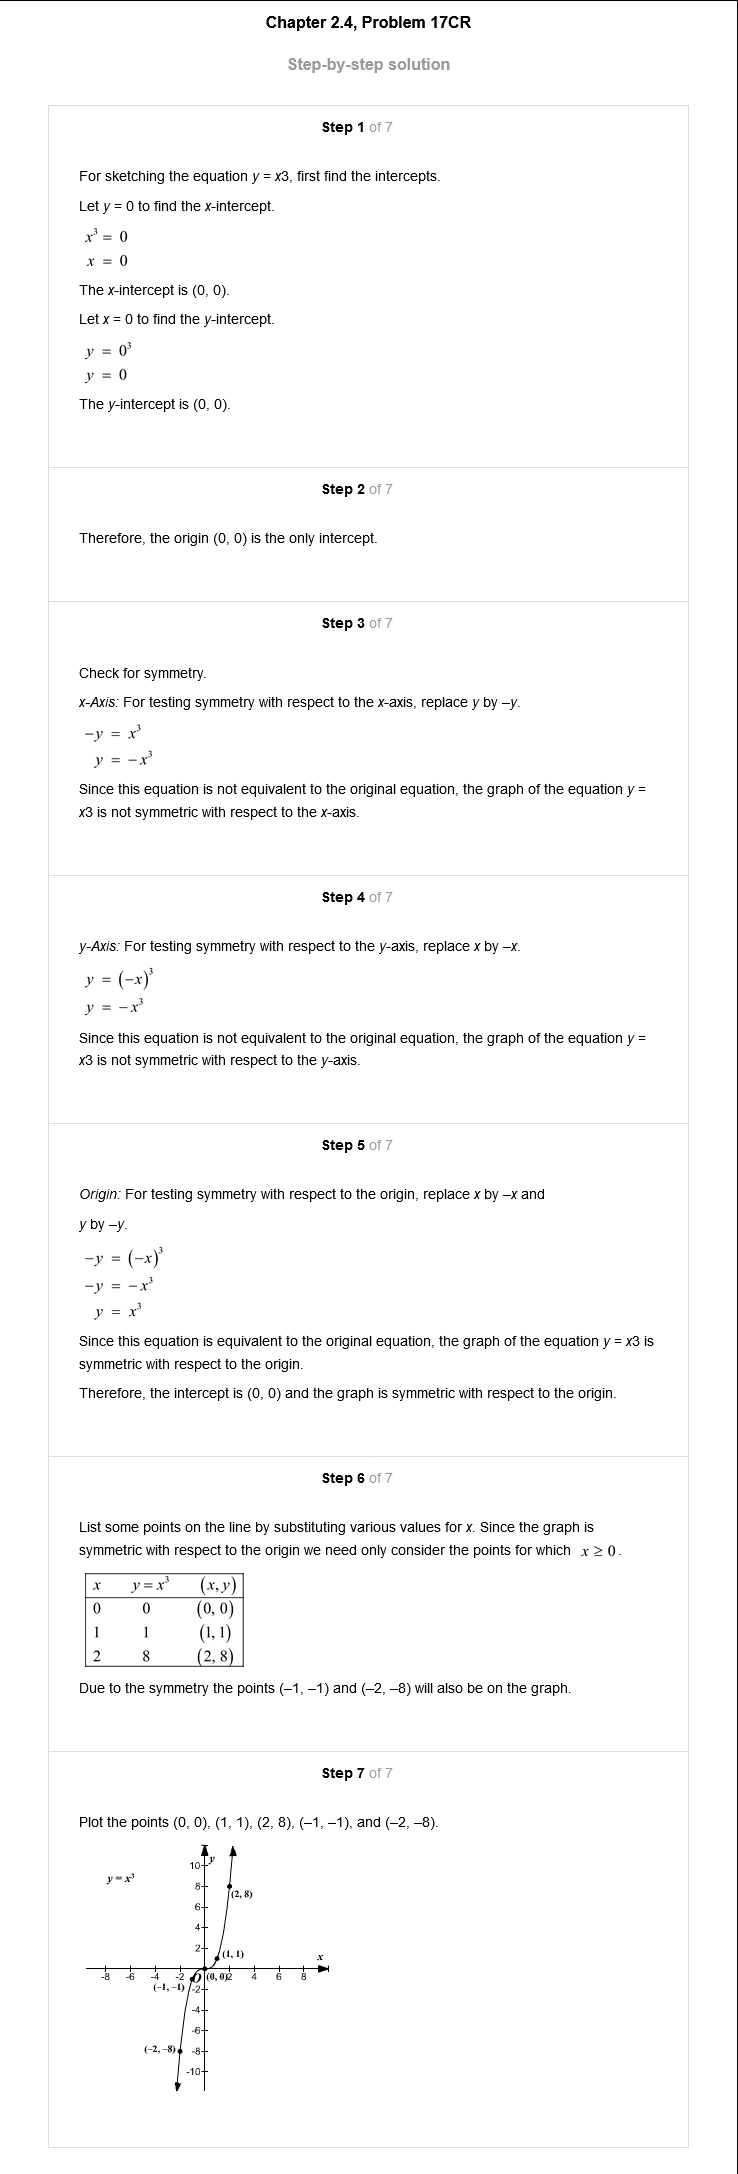 Chapter 2.4, Problem 17CR
Step-by-step solution
Step 1 of 7
For sketching the equation y = x3, first find the intercepts.
Let y = 0 to find the x-intercept.
x³ = 0
x = 0
The x-intercept is (0, 0).
Let x = 0 to find the y-intercept.
y = 0³
y = 0
The y-intercept is (0, 0).
Step 2 of 7
Therefore, the origin (0, 0) is the only intercept.
Step 3 of 7
Check for symmetry.
x-Axis: For testing symmetry with respect to the x-axis, replace y by –y.
−y = x³
y = −x³
Since this equation is not equivalent to the original equation, the graph of the equation y =
x3 is not symmetric with respect to the x-axis.
Step 4 of 7
y-Axis: For testing symmetry with respect to the y-axis, replace x by –x.
y = (−x)³
y = −x³
Since this equation is not equivalent to the original equation, the graph of the equation y =
x3 is not symmetric with respect to the y-axis.
Step 5 of 7
Origin: For testing symmetry with respect to the origin, replace x by –x and
y by –y.
−y = (−x)³
−y = −x³
y = x³
Since this equation is equivalent to the original equation, the graph of the equation y = x3 is
symmetric with respect to the origin.
Therefore, the intercept is (0, 0) and the graph is symmetric with respect to the origin.
Step 6 of 7
List some points on the line by substituting various values for x. Since the graph is
symmetric with respect to the origin we need only consider the points for which x ≥ 0.
x y = x³ (x, y)
0 0 (0, 0)
1 1 (1, 1)
2 8 (2, 8)
Due to the symmetry the points (–1, –1) and (–2, –8) will also be on the graph.
Step 7 of 7
Plot the points (0, 0), (1, 1), (2, 8), (–1, –1), and (–2, –8).
y
10
y = x³
8
(2, 8)
6
4
2
(1, 1)
x
-8 -6 -4 -2 O (0, 0) 2 4 6 8
(−1, −1) -2
-4
-6
(−2, −8) -8
-10